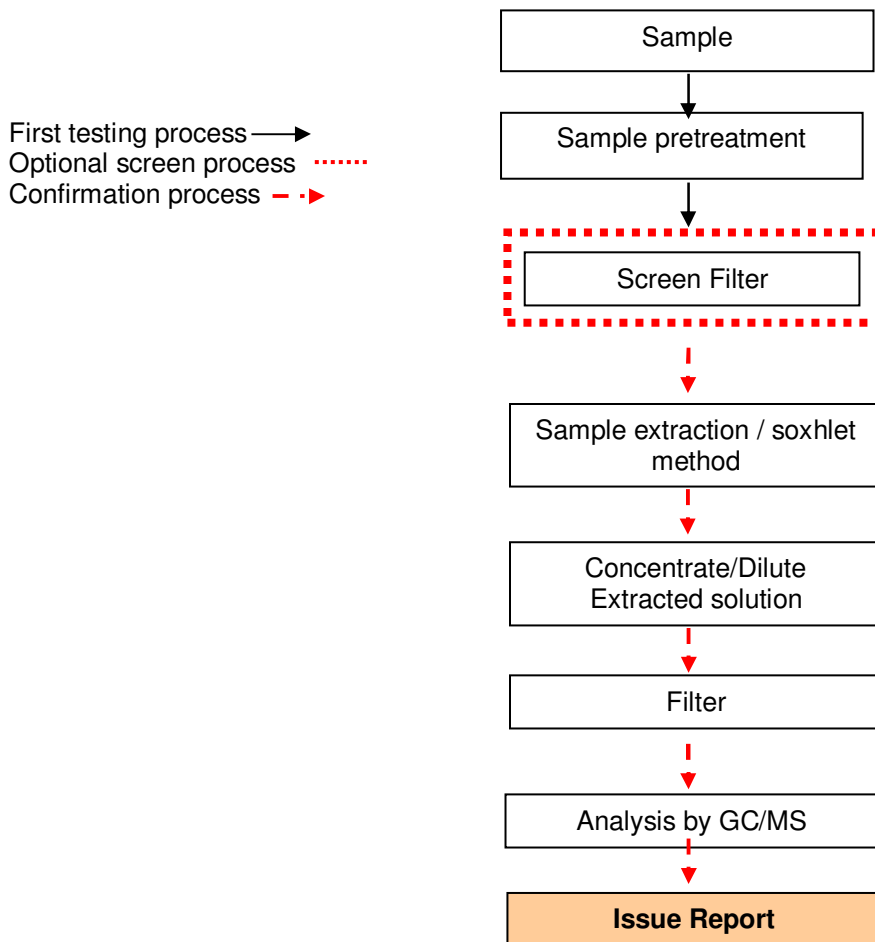 Sample
First testing process
Sample pretreatment
Optional screen process
Confirmation process
Screen Filter
Sample extraction / soxhlet
method
Concentrate/Dilute
Extracted solution
Filter
Analysis by GC/MS
Issue Report